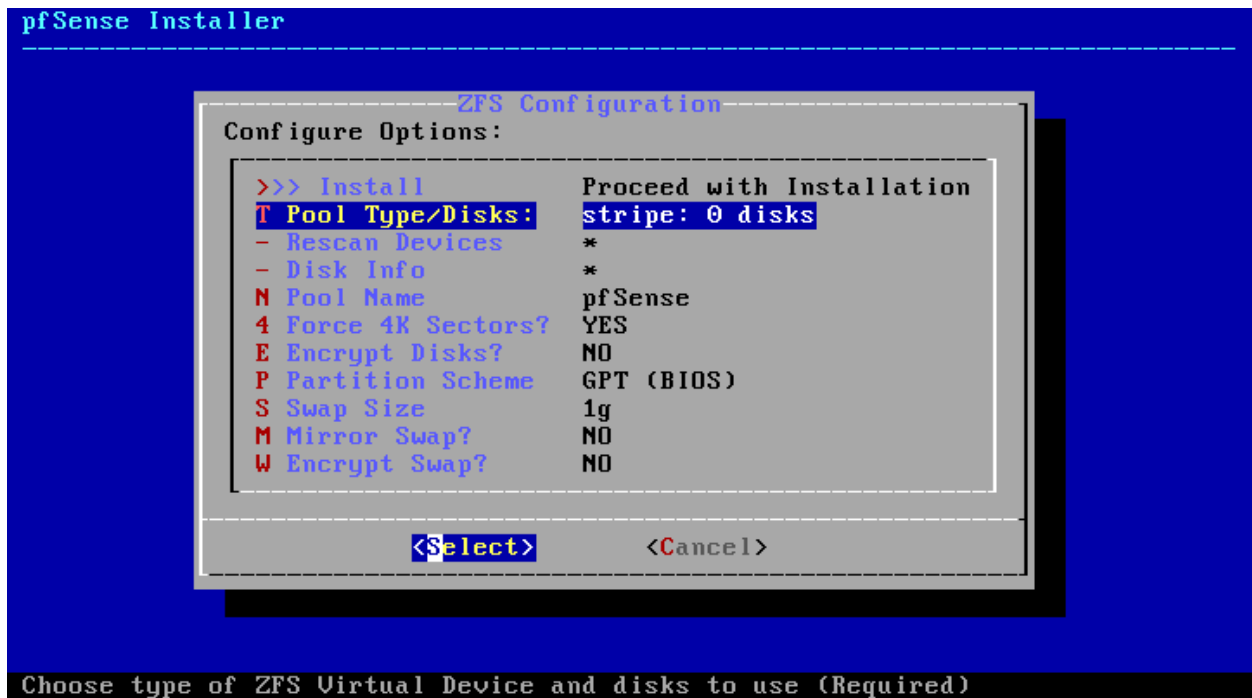 pfSense Installer
ZFS Configuration
Configure Options:
>>> Install Proceed with Installation
T Pool Type/Disks: stripe: 0 disks
- Rescan Devices *
- Disk Info *
N Pool Name pfSense
4 Force 4K Sectors? YES
E Encrypt Disks? NO
P Partition Scheme GPT (BIOS)
S Swap Size 1g
M Mirror Swap? NO
W Encrypt Swap? NO
<Select> <Cancel>
Choose type of ZFS Virtual Device and disks to use (Required)